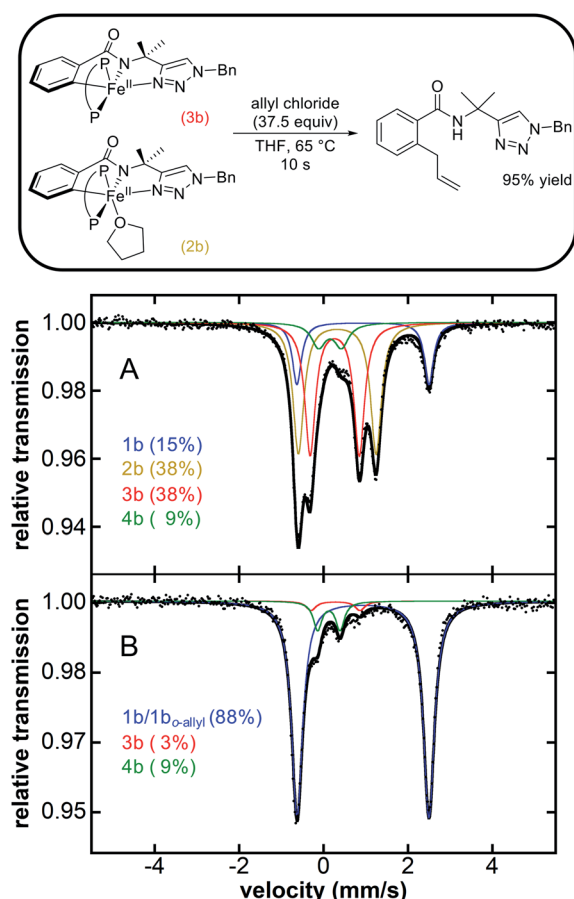 O
P
N
Fe^II
N
N
N
Bn
P
(3b)
O
P
N
Fe^II
N
N
N
Bn
P
O
(2b)
allyl chloride
(37.5 equiv)
THF, 65 °C
10 s
O
N
H
N
N
N
Bn
95% yield
1.00
0.98
0.96
0.94
relative transmission
A
1b (15%)
2b (38%)
3b (38%)
4b ( 9%)
1.00
0.98
0.97
0.95
relative transmission
B
1b/1b_o-allyl (88%)
3b ( 3%)
4b ( 9%)
-4 -2 0 2 4
velocity (mm/s)